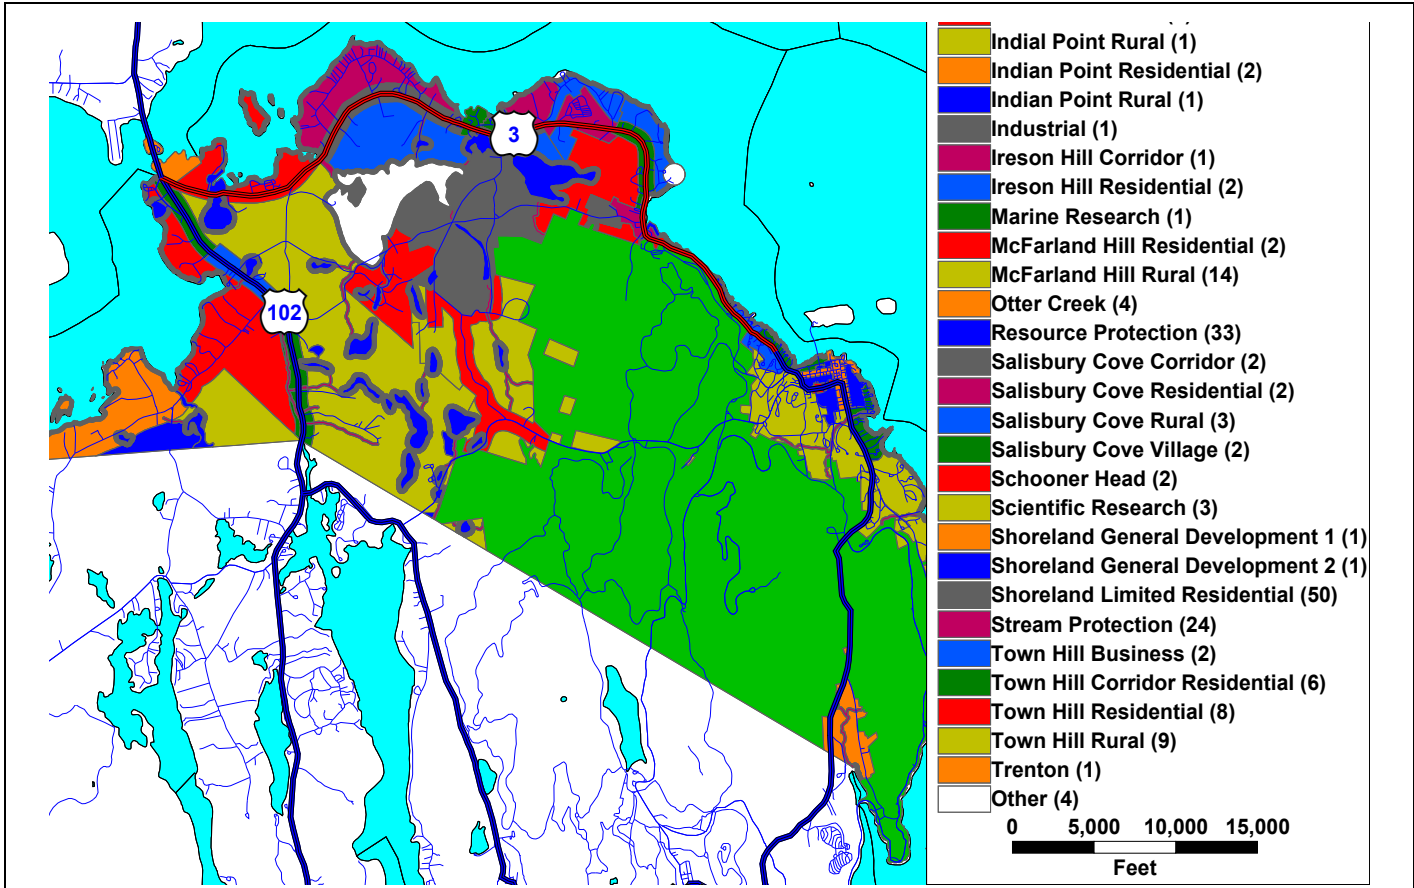 Indial Point Rural (1)
Indian Point Residential (2)
Indian Point Rural (1)
Industrial (1)
Ireson Hill Corridor (1)
Ireson Hill Residential (2)
Marine Research (1)
McFarland Hill Residential (2)
McFarland Hill Rural (14)
Otter Creek (4)
Resource Protection (33)
Salisbury Cove Corridor (2)
Salisbury Cove Residential (2)
Salisbury Cove Rural (3)
Salisbury Cove Village (2)
Schooner Head (2)
Scientific Research (3)
Shoreland General Development 1 (1)
Shoreland General Development 2 (1)
Shoreland Limited Residential (50)
Stream Protection (24)
Town Hill Business (2)
Town Hill Corridor Residential (6)
Town Hill Residential (8)
Town Hill Rural (9)
Trenton (1)
Other (4)
0 5,000 10,000 15,000
Feet
3
102